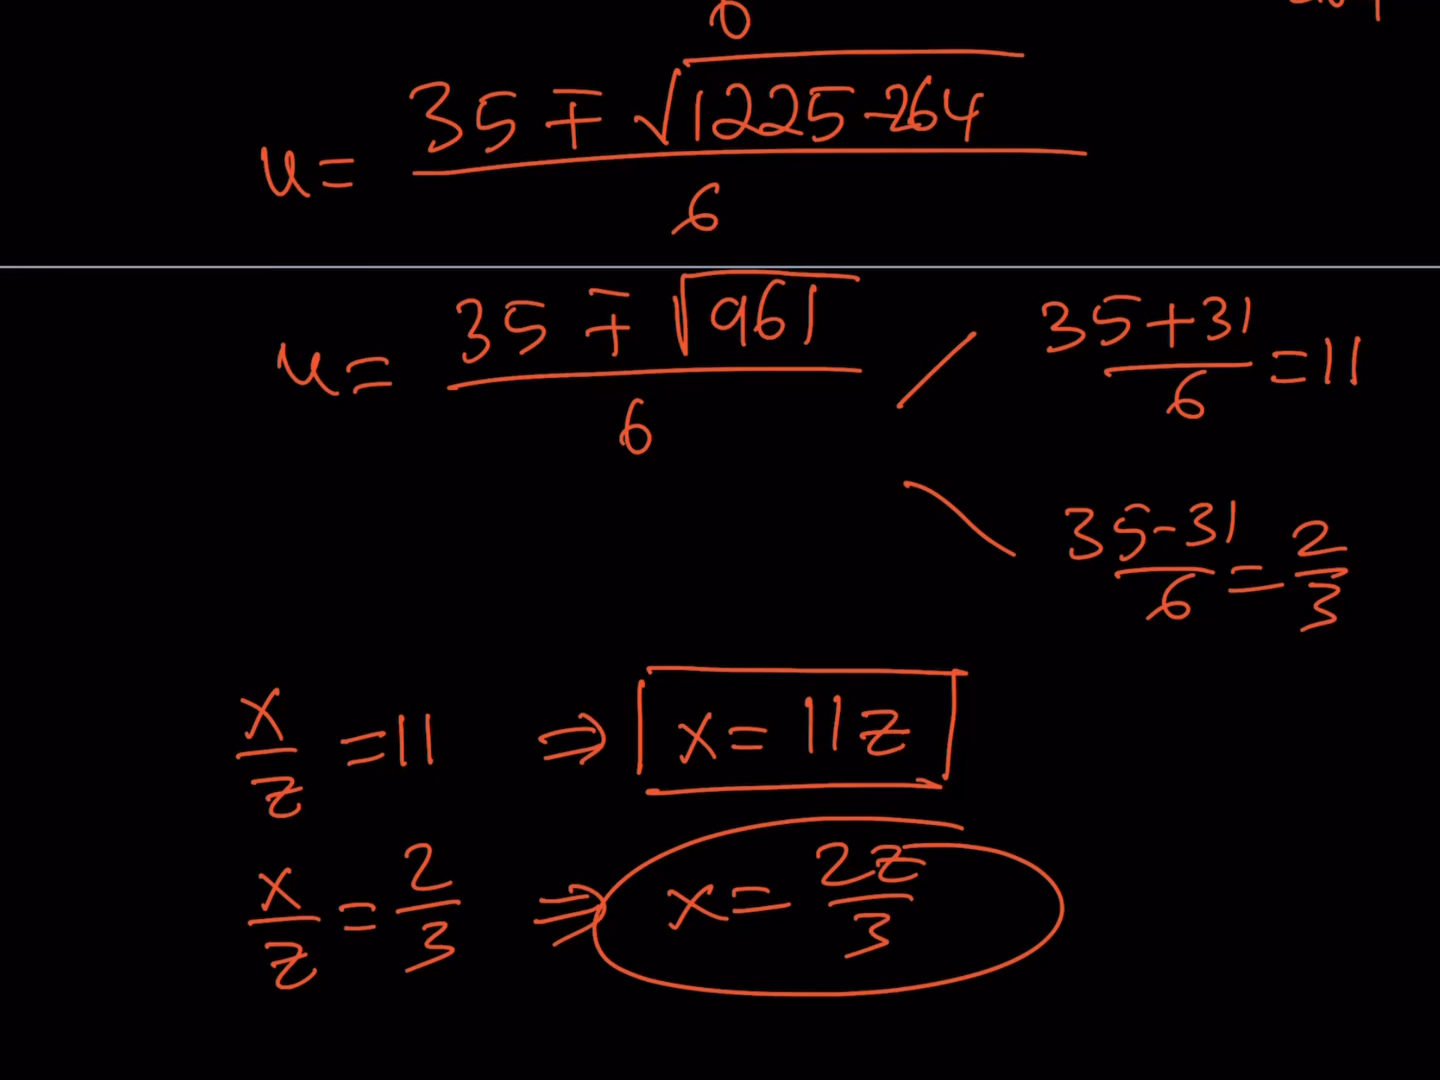 0
u = (35 ∓ √(1225-264)) / 6
u = (35 ∓ √961) / 6
(35+31)/6 = 11
(35-31)/6 = 2/3
x/z = 11 ⇒ x = 11z
x/z = 2/3 ⇒ x = 2z/3